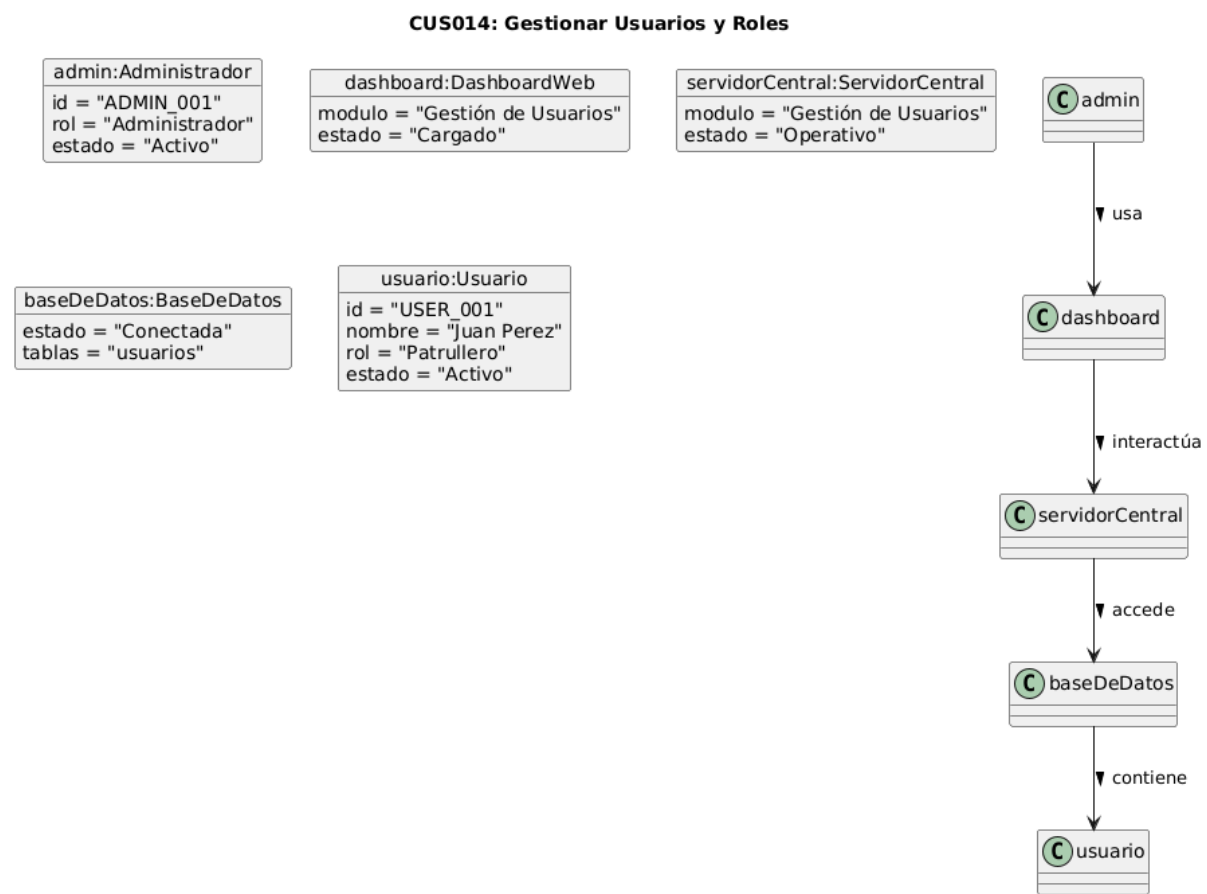 CUS014: Gestionar Usuarios y Roles
admin:Administrador
id = "ADMIN_001"
rol = "Administrador"
estado = "Activo"
dashboard:DashboardWeb
modulo = "Gestión de Usuarios"
estado = "Cargado"
servidorCentral:ServidorCentral
modulo = "Gestión de Usuarios"
estado = "Operativo"
C admin
usa
baseDeDatos:BaseDeDatos
estado = "Conectada"
tablas = "usuarios"
usuario:Usuario
id = "USER_001"
nombre = "Juan Perez"
rol = "Patrullero"
estado = "Activo"
C dashboard
interactúa
C servidorCentral
accede
C baseDeDatos
contiene
C usuario